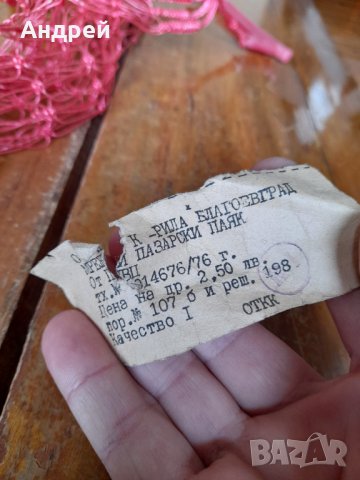 Андрей
К РИЛА БЛАГОЕВГРАД
ПАЗАРСКИ ПАЯК
От
тх.№ 14676/76 г.
Цена на др. 2.50 лв.
пор.№ 107 б и реш. 198
Качество I ОТКК
BAZAR